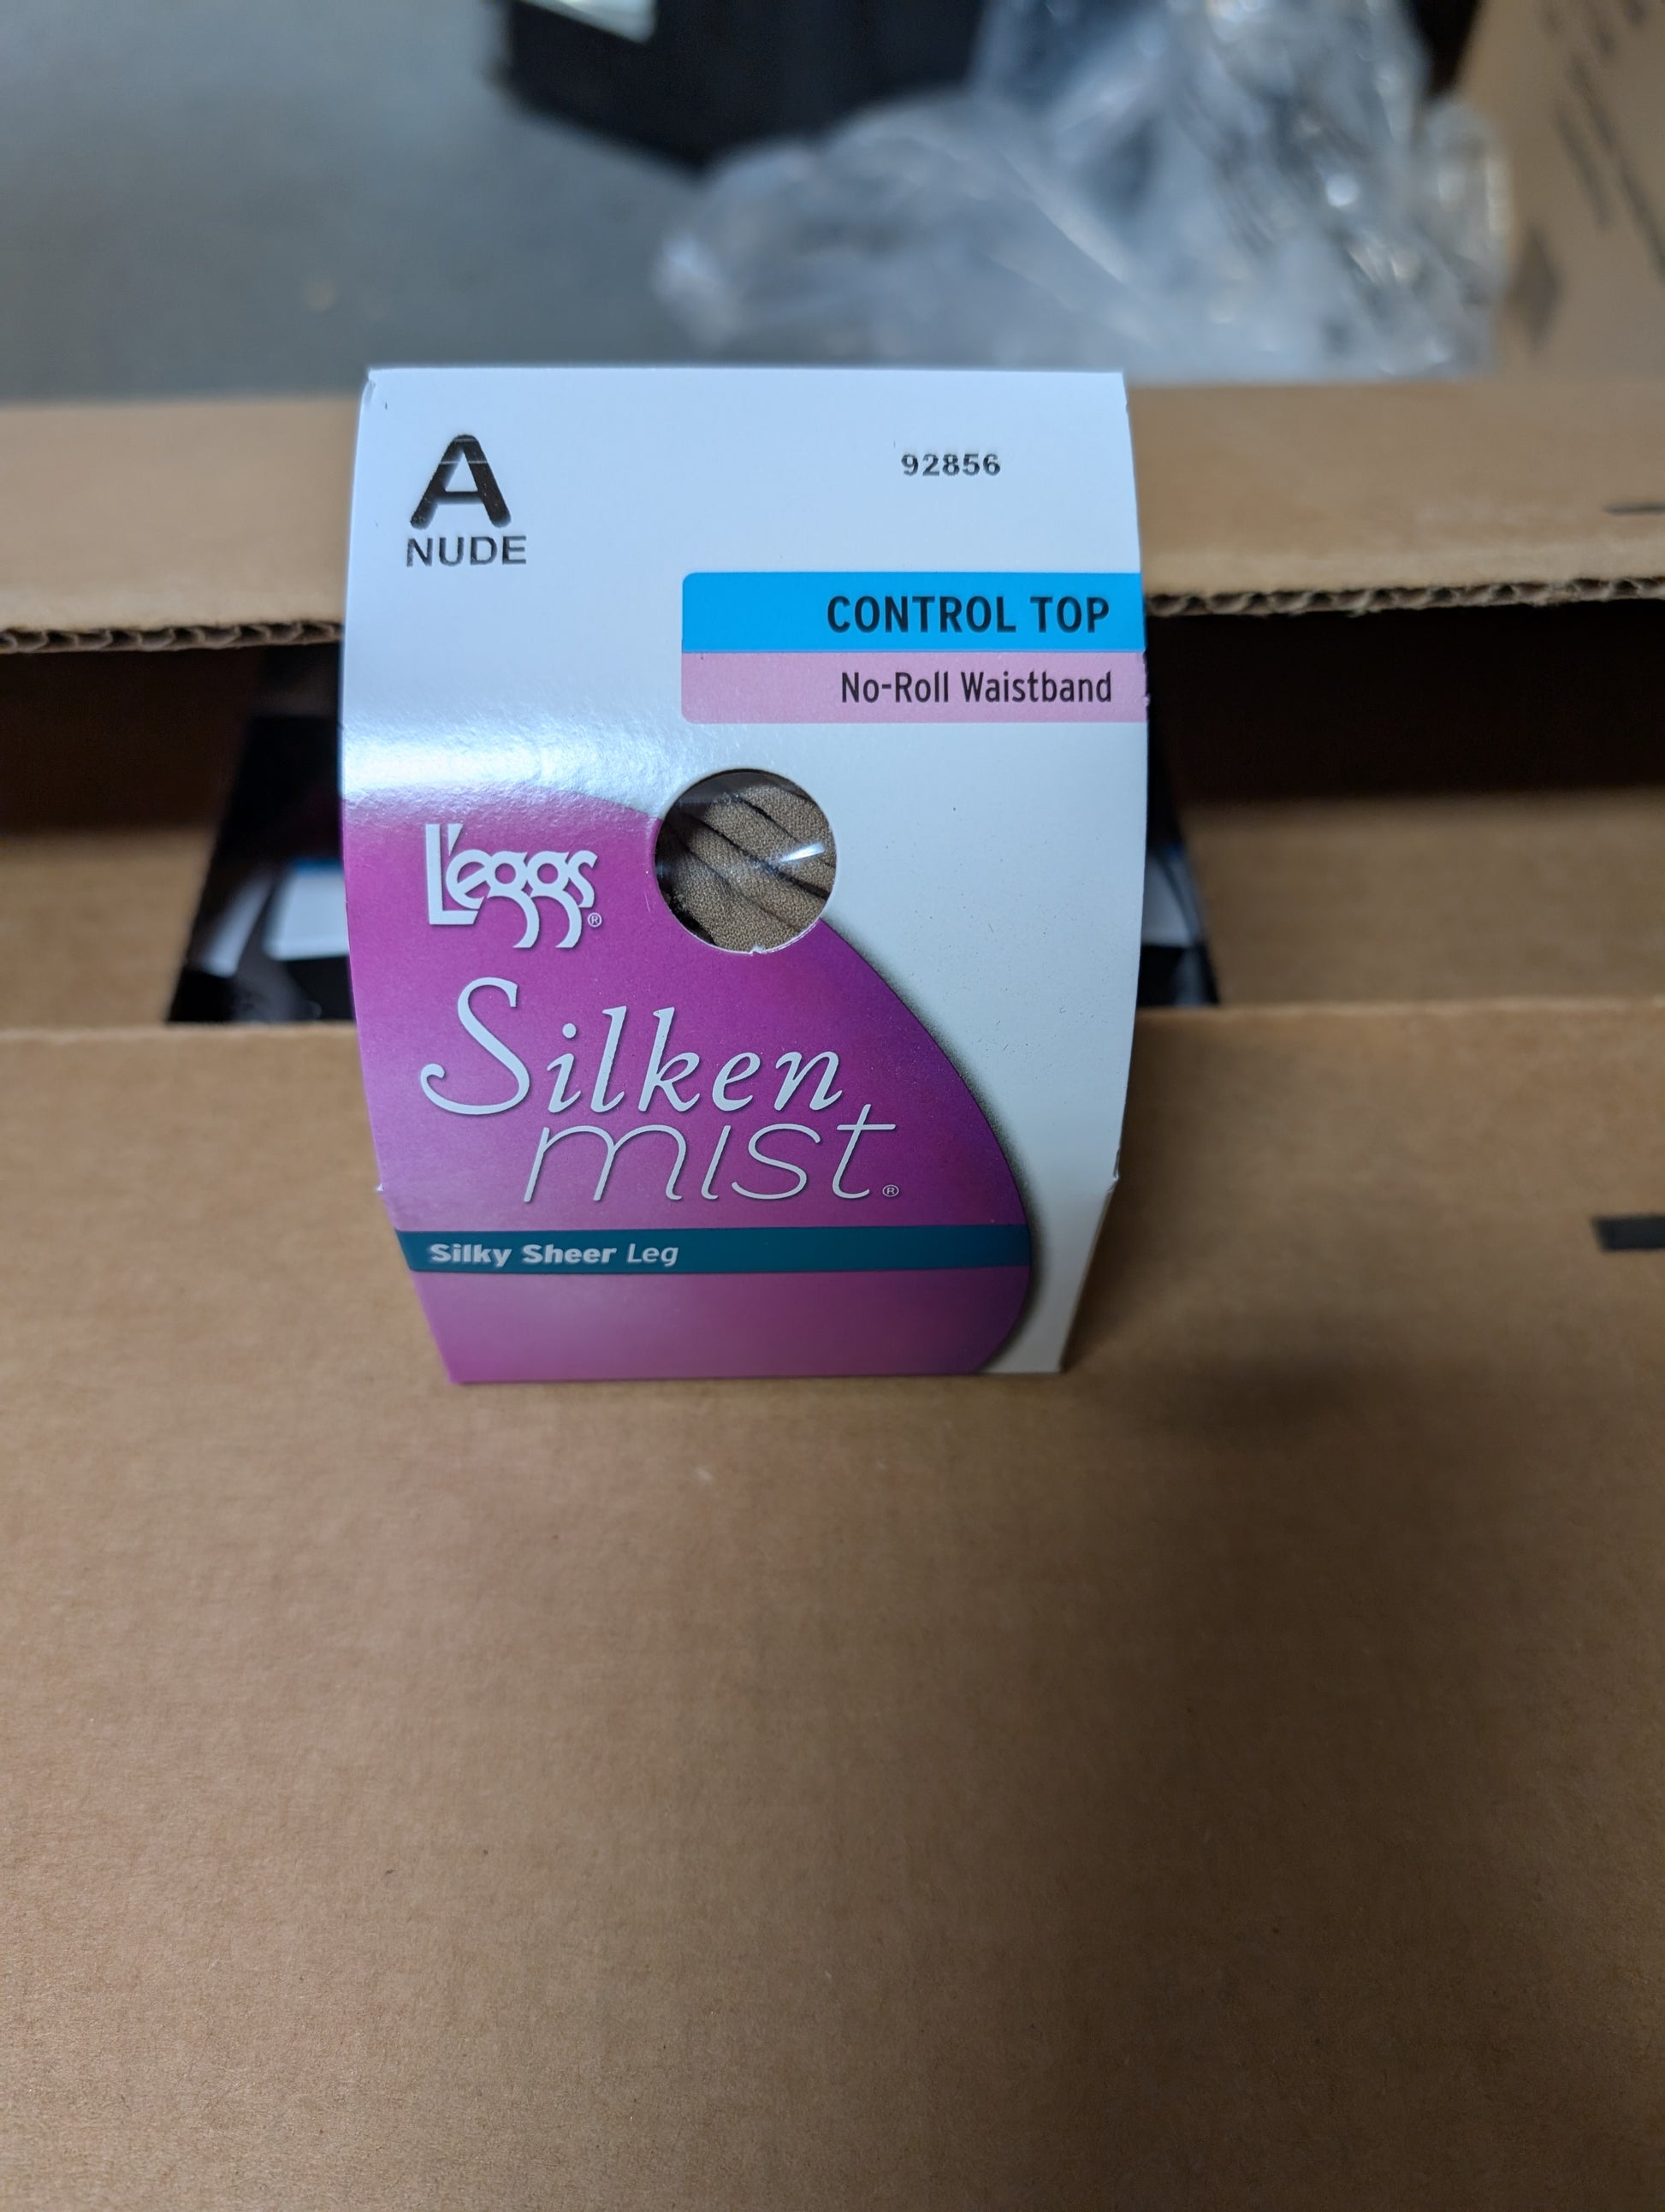 A
NUDE
92856
CONTROL TOP
No-Roll Waistband
L'eggs®
Silken
mist®
Silky Sheer Leg